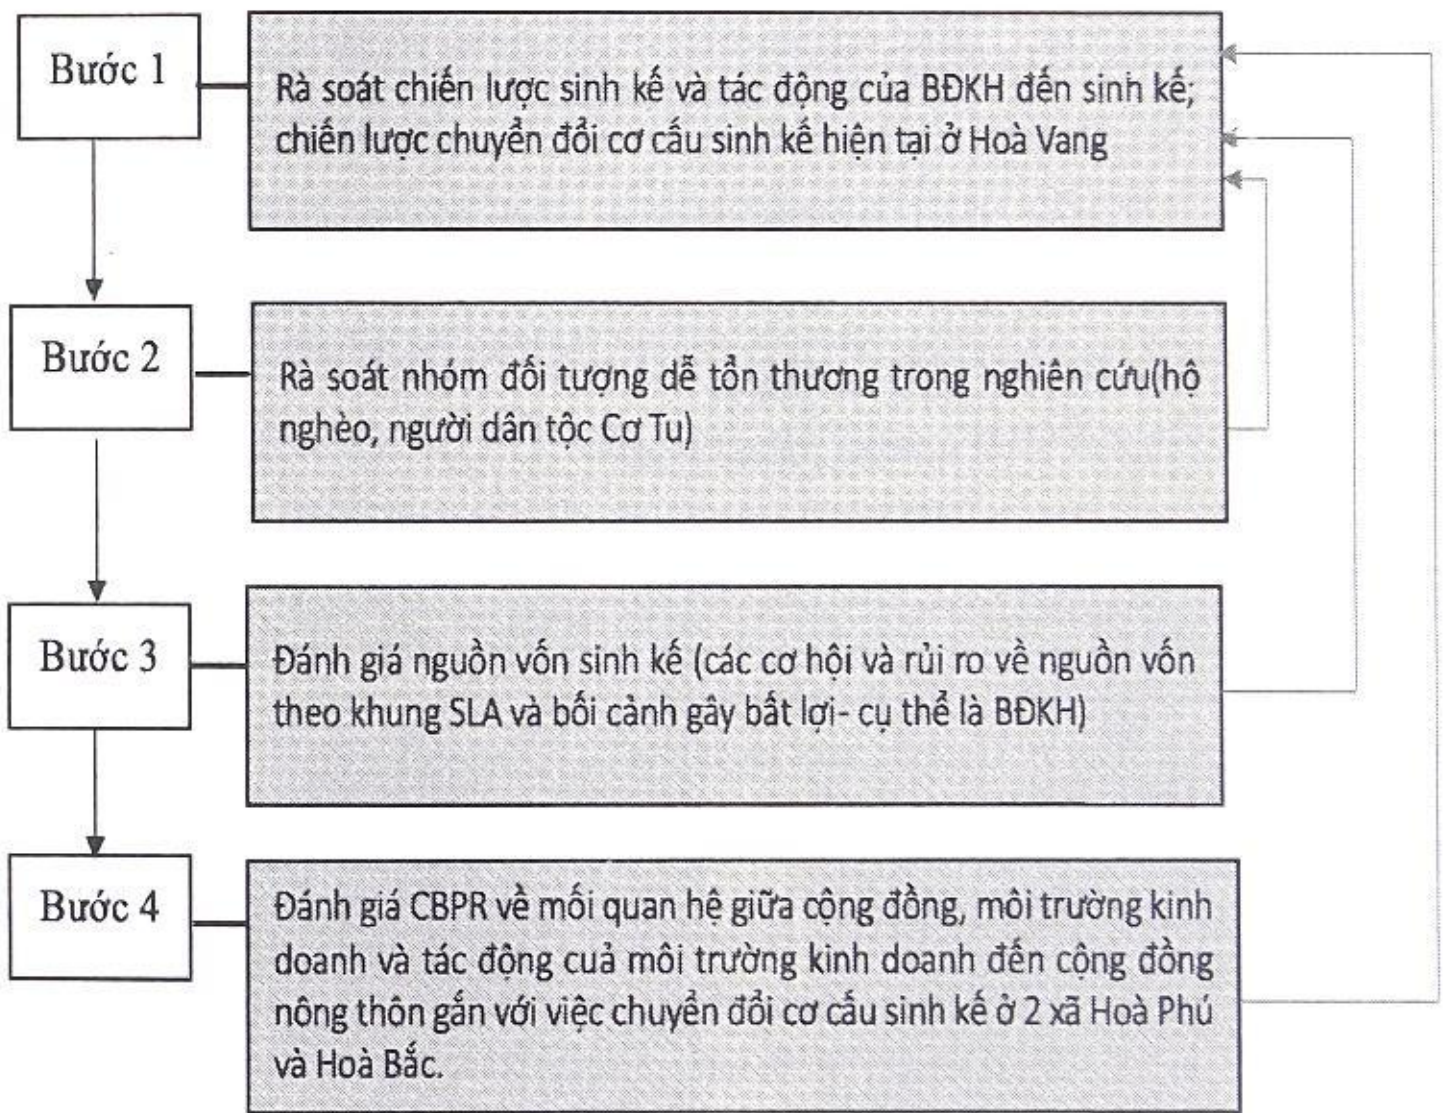 Bước 1
Rà soát chiến lược sinh kế và tác động của BĐKH đến sinh kế;
chiến lược chuyển đổi cơ cấu sinh kế hiện tại ở Hoà Vang
Bước 2
Rà soát nhóm đối tượng dễ tổn thương trong nghiên cứu(hộ
nghèo, người dân tộc Cơ Tu)
Bước 3
Đánh giá nguồn vốn sinh kế (các cơ hội và rủi ro về nguồn vốn
theo khung SLA và bối cảnh gây bất lợi- cụ thể là BĐKH)
Bước 4
Đánh giá CBPR về mối quan hệ giữa cộng đồng, môi trường kinh
doanh và tác động cuả môi trường kinh doanh đến cộng đồng
nông thôn gắn với việc chuyển đổi cơ cấu sinh kế ở 2 xã Hoà Phú
và Hoà Bắc.